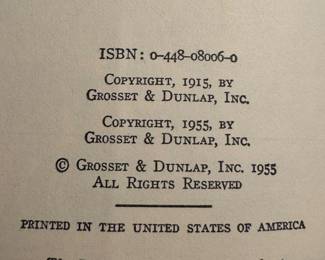 ISBN: 0-448-08006-0
COPYRIGHT, 1915, BY
GROSSET & DUNLAP, INC.
COPYRIGHT, 1955, BY
GROSSET & DUNLAP, INC.
© GROSSET & DUNLAP, INC. 1955
ALL RIGHTS RESERVED
PRINTED IN THE UNITED STATES OF AMERICA